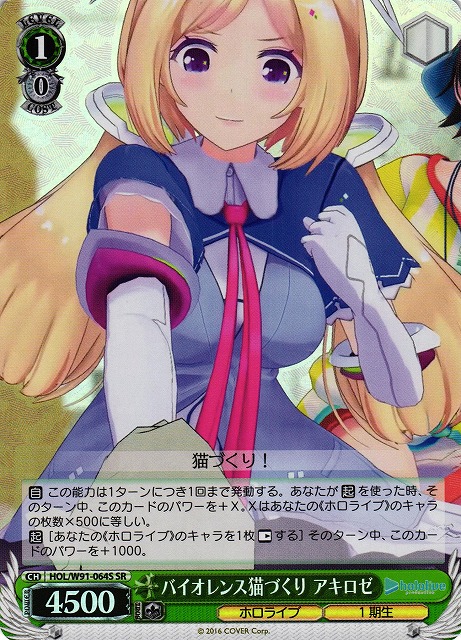 LEVEL
1
0
COST
猫づくり！
自 この能力は1ターンにつき1回まで発動する。あなたが起を使った時、そ
のターン中、このカードのパワーを＋X。Xはあなたの《ホロライブ》のキャラ
の枚数×500に等しい。
起［あなたの《ホロライブ》のキャラを1枚する］ そのターン中、このカード
のパワーを＋1000。
CH HOL/W91-064S SR
POWER 4500 SOUL バイオレンス猫づくり アキロゼ hololive
ホロライブ 1期生
© 2016 COVER Corp.